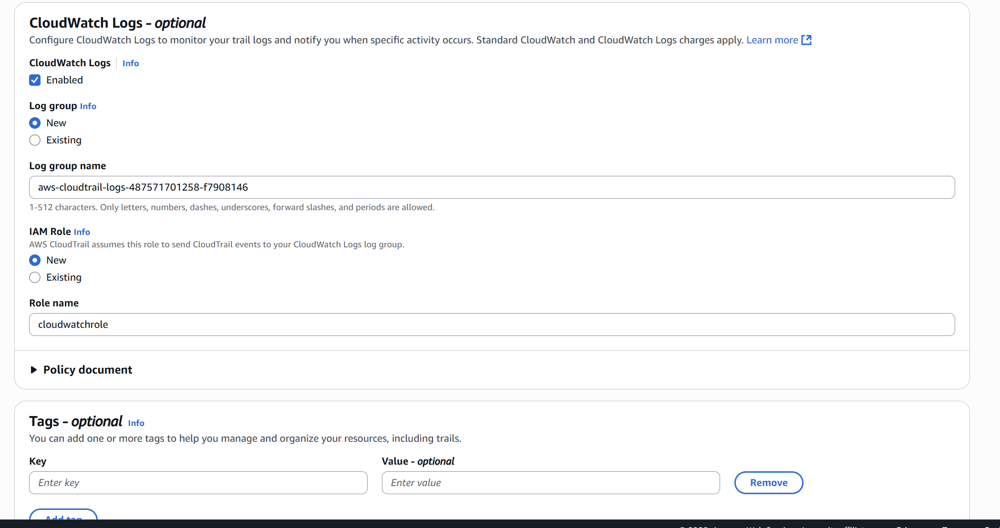 CloudWatch Logs - optional
Configure CloudWatch Logs to monitor your trail logs and notify you when specific activity occurs. Standard CloudWatch and CloudWatch Logs charges apply. Learn more
CloudWatch Logs Info
Enabled
Log group Info
New
Existing
Log group name
aws-cloudtrail-logs-487571701258-f7908146
1-512 characters. Only letters, numbers, dashes, underscores, forward slashes, and periods are allowed.
IAM Role Info
AWS CloudTrail assumes this role to send CloudTrail events to your CloudWatch Logs log group.
New
Existing
Role name
cloudwatchrole
Policy document
Tags - optional Info
You can add one or more tags to help you manage and organize your resources, including trails.
Key Value - optional
Enter key Enter value Remove
Add tag